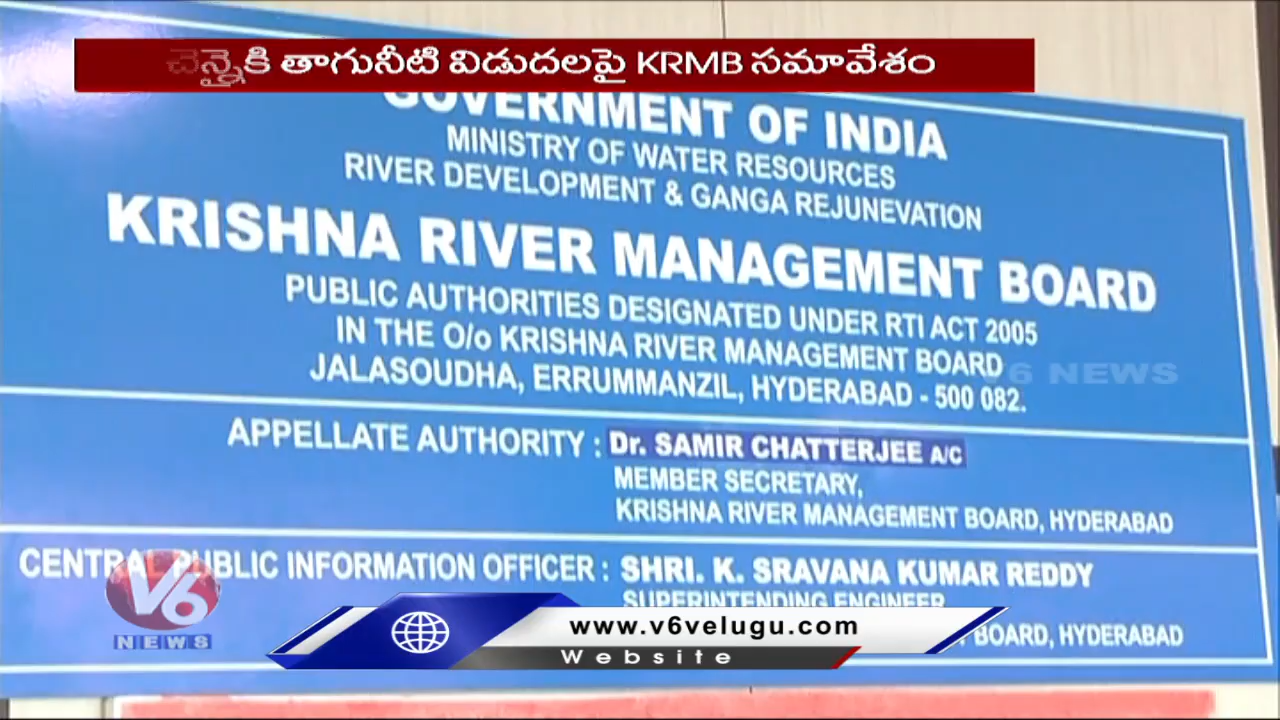 చెన్నైకి తాగునీటి విడుదలపై KRMB సమావేశం
GOVERNMENT OF INDIA
MINISTRY OF WATER RESOURCES
RIVER DEVELOPMENT & GANGA REJUNEVATION
KRISHNA RIVER MANAGEMENT BOARD
PUBLIC AUTHORITIES DESIGNATED UNDER RTI ACT 2005
IN THE O/o KRISHNA RIVER MANAGEMENT BOARD
JALASOUDHA, ERRUMMANZIL, HYDERABAD - 500 082.
V6 NEWS
APPELLATE AUTHORITY : Dr. SAMIR CHATTERJEE A/C
MEMBER SECRETARY,
KRISHNA RIVER MANAGEMENT BOARD, HYDERABAD
CENTRAL PUBLIC INFORMATION OFFICER : SHRI. K. SRAVANA KUMAR REDDY
SUPERINTENDING ENGINEER
BOARD, HYDERABAD
V6
NEWS
www.v6velugu.com
Website